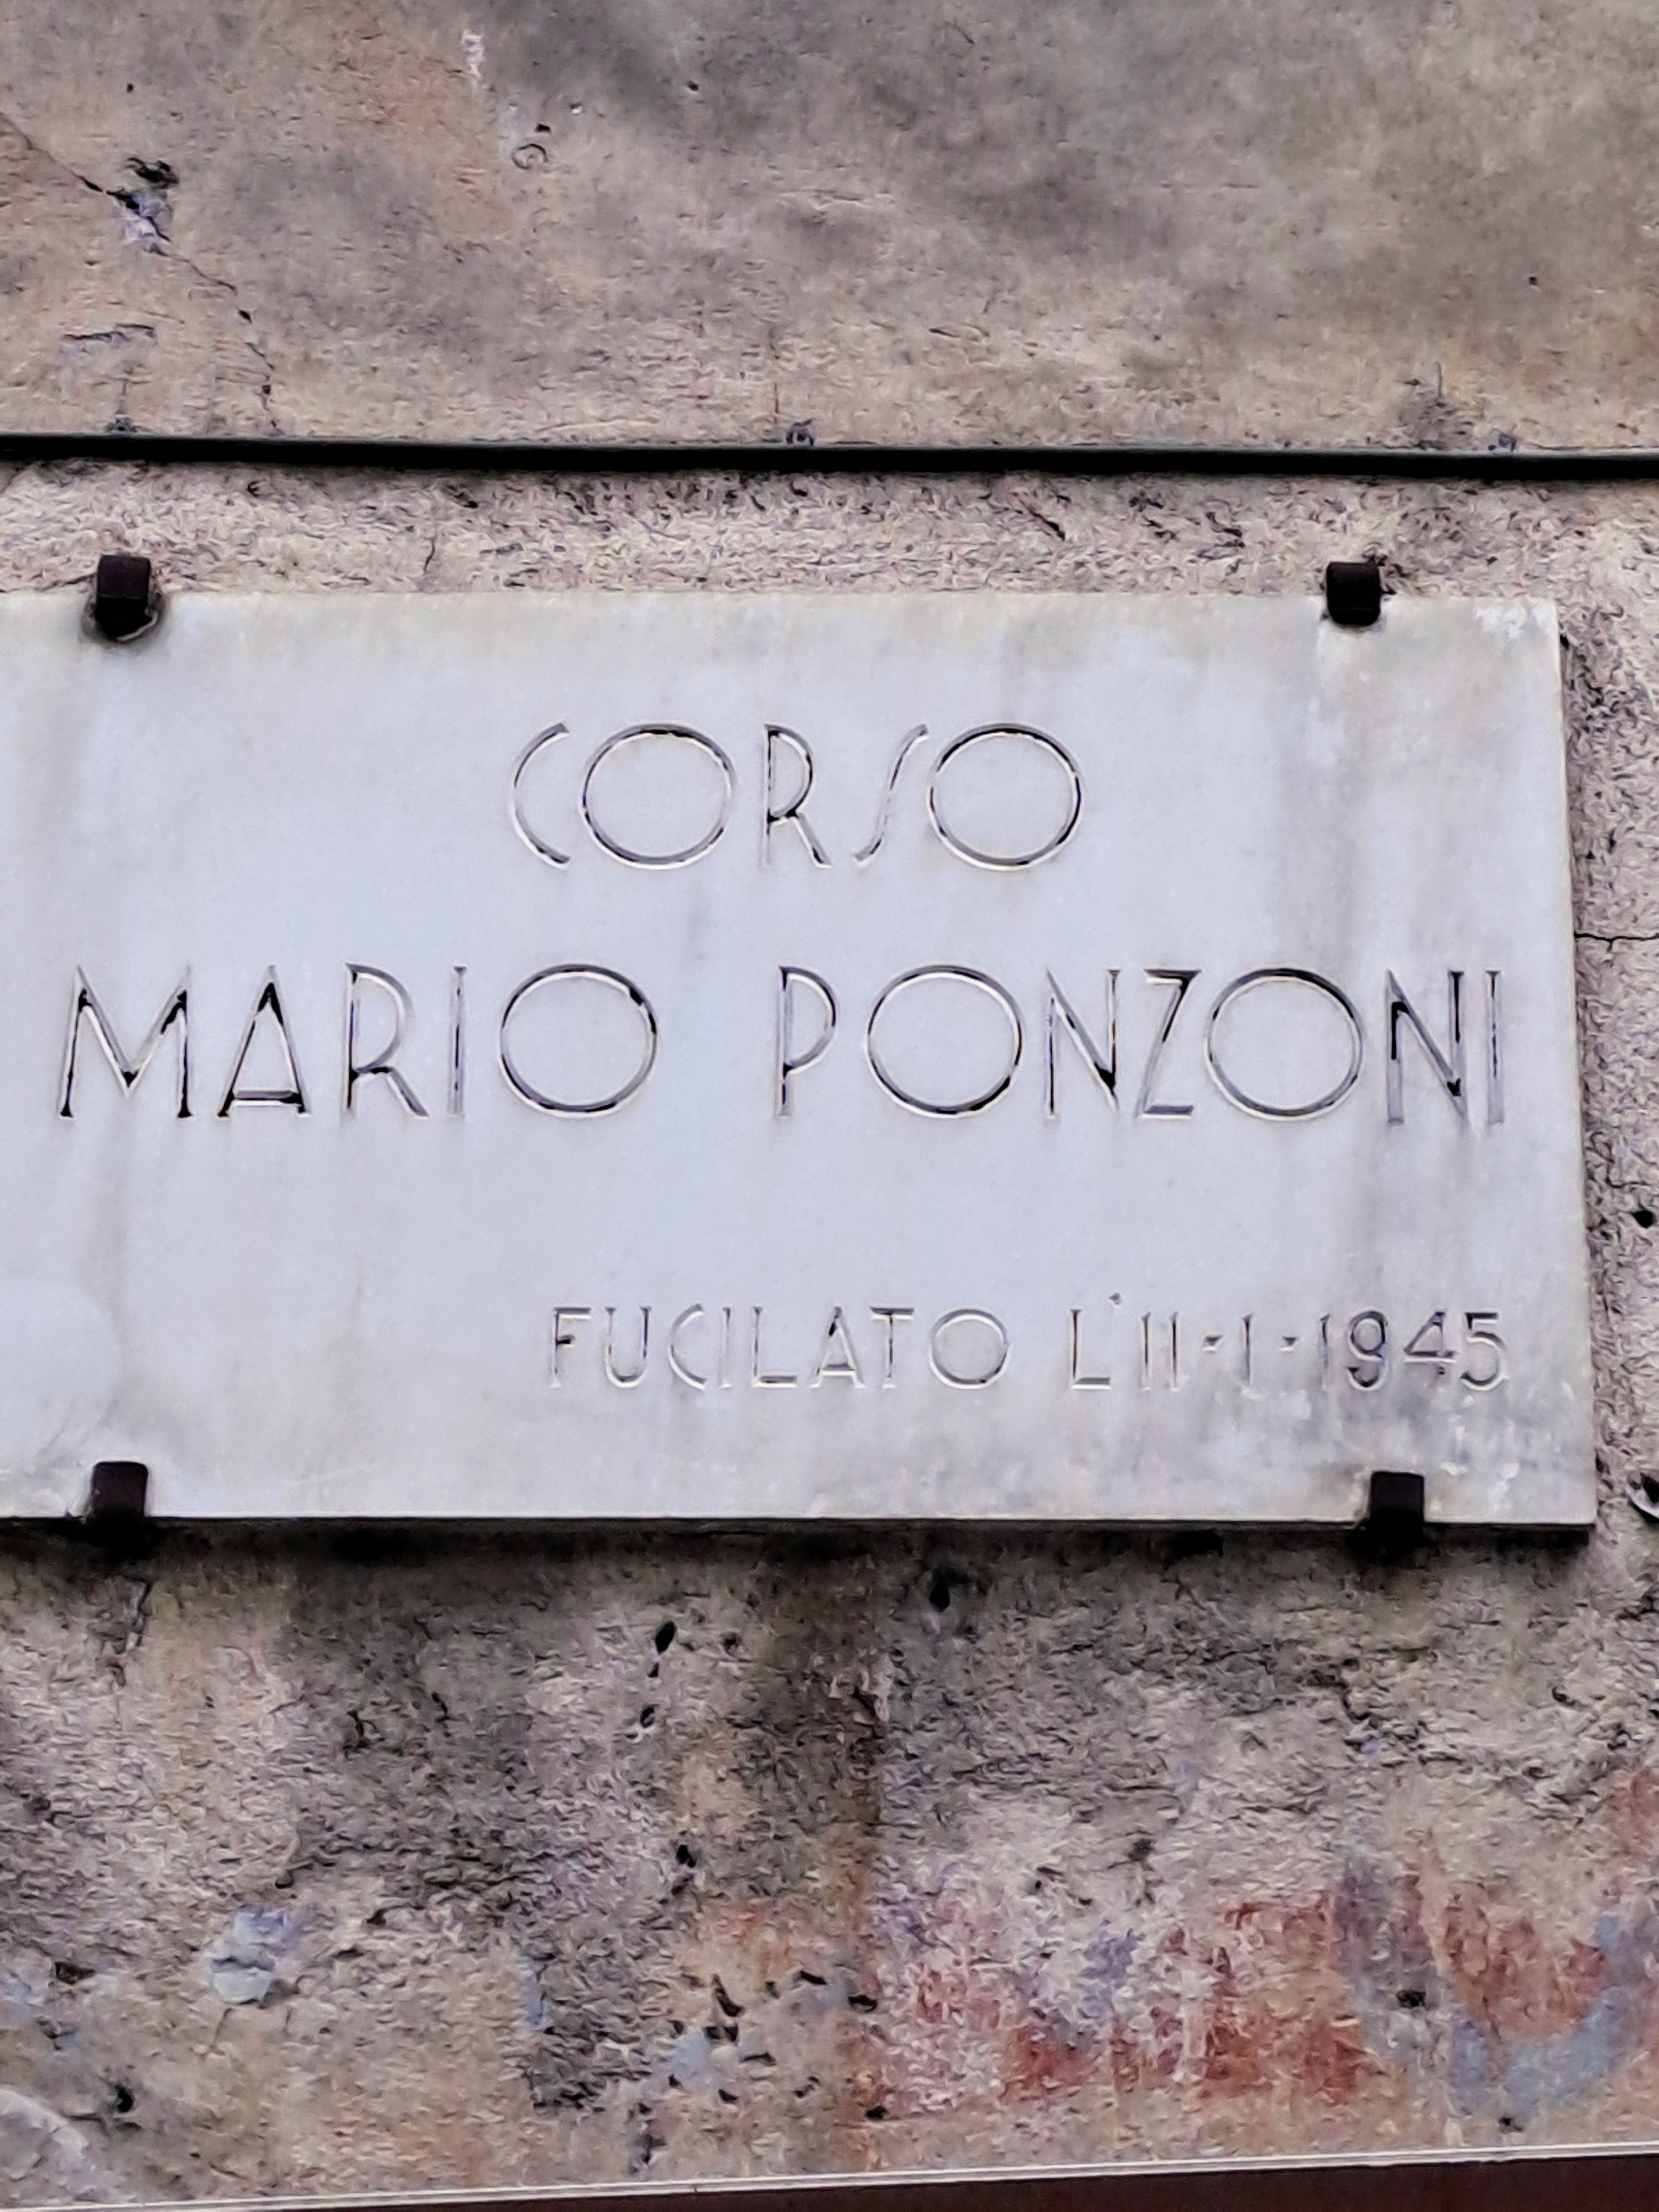 CORSO
MARIO PONZONI
FUCILATO L'11-1-1945